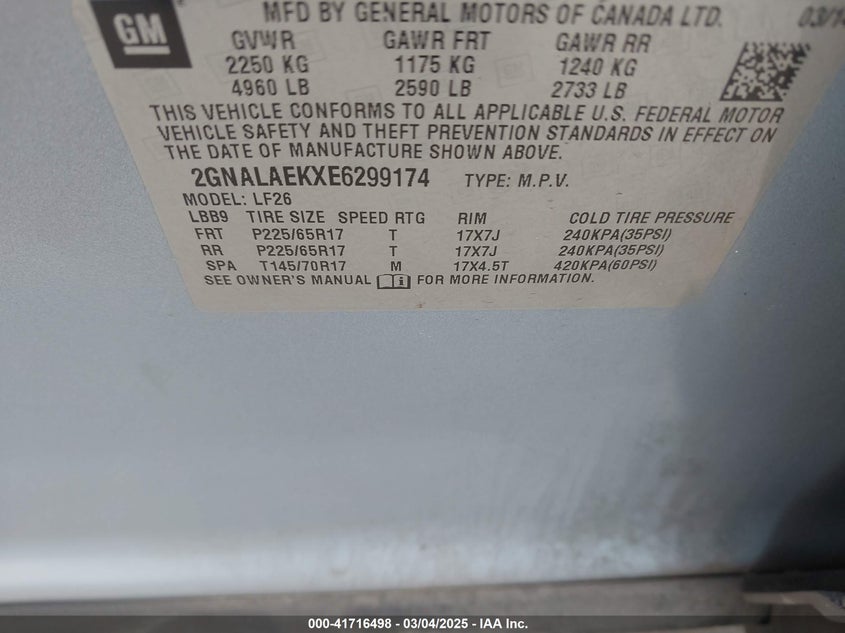 GM
MFD BY GENERAL MOTORS OF CANADA LTD. 03/14
GVWR GAWR FRT GAWR RR
2250 KG 1175 KG 1240 KG
4960 LB 2590 LB 2733 LB
THIS VEHICLE CONFORMS TO ALL APPLICABLE U.S. FEDERAL MOTOR
VEHICLE SAFETY AND THEFT PREVENTION STANDARDS IN EFFECT ON
THE DATE OF MANUFACTURE SHOWN ABOVE.
2GNALAEKXE6299174 TYPE: M.P.V.
MODEL: LF26
LBB9 TIRE SIZE SPEED RTG RIM COLD TIRE PRESSURE
FRT P225/65R17 T 17X7J 240KPA(35PSI)
RR P225/65R17 T 17X7J 240KPA(35PSI)
SPA T145/70R17 M 17X4.5T 420KPA(60PSI)
SEE OWNER'S MANUAL i FOR MORE INFORMATION.
000-41716498 - 03/04/2025 - IAA Inc.